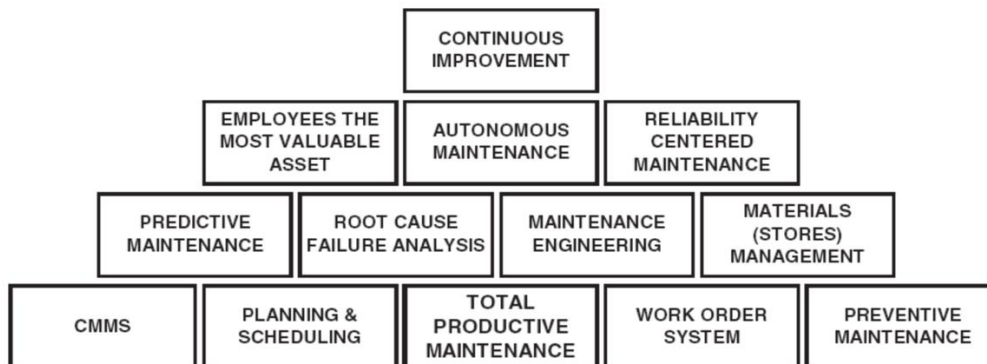 CONTINUOUS
IMPROVEMENT
EMPLOYEES THE
MOST VALUABLE
ASSET
AUTONOMOUS
MAINTENANCE
RELIABILITY
CENTERED
MAINTENANCE
PREDICTIVE
MAINTENANCE
ROOT CAUSE
FAILURE ANALYSIS
MAINTENANCE
ENGINEERING
MATERIALS
(STORES)
MANAGEMENT
CMMS
PLANNING &
SCHEDULING
TOTAL
PRODUCTIVE
MAINTENANCE
WORK ORDER
SYSTEM
PREVENTIVE
MAINTENANCE